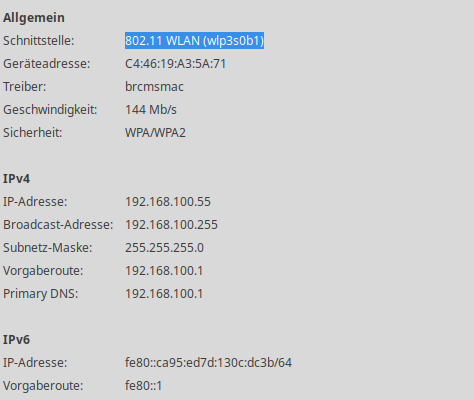 Allgemein
Schnittstelle: 802.11 WLAN (wlp3s0b1)
Geräteadresse: C4:46:19:A3:5A:71
Treiber: brcmsmac
Geschwindigkeit: 144 Mb/s
Sicherheit: WPA/WPA2
IPv4
IP-Adresse: 192.168.100.55
Broadcast-Adresse: 192.168.100.255
Subnetz-Maske: 255.255.255.0
Vorgaberoute: 192.168.100.1
Primary DNS: 192.168.100.1
IPv6
IP-Adresse: fe80::ca95:ed7d:130c:dc3b/64
Vorgaberoute: fe80::1